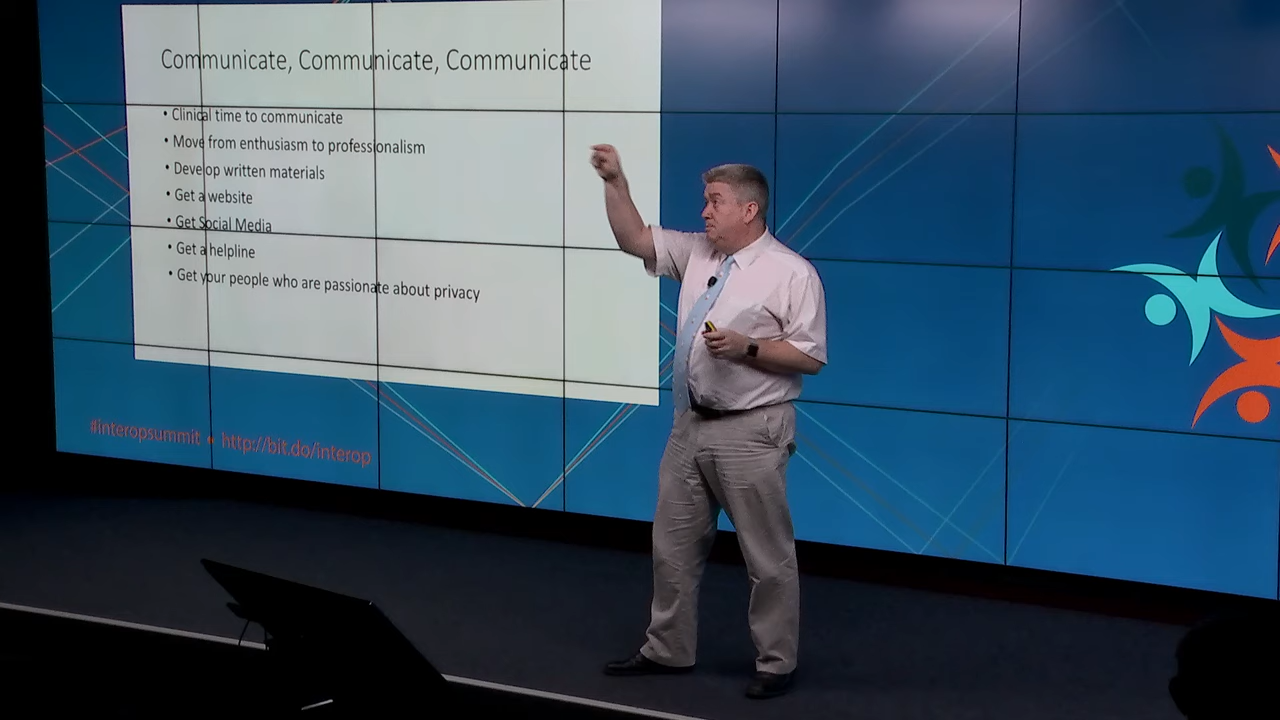 Communicate, Communicate, Communicate
• Clinical time to communicate
• Move from enthusiasm to professionalism
• Develop written materials
• Get a website
• Get Social Media
• Get a helpline
• Get your people who are passionate about privacy
#interopsummit • http://bit.do/interop